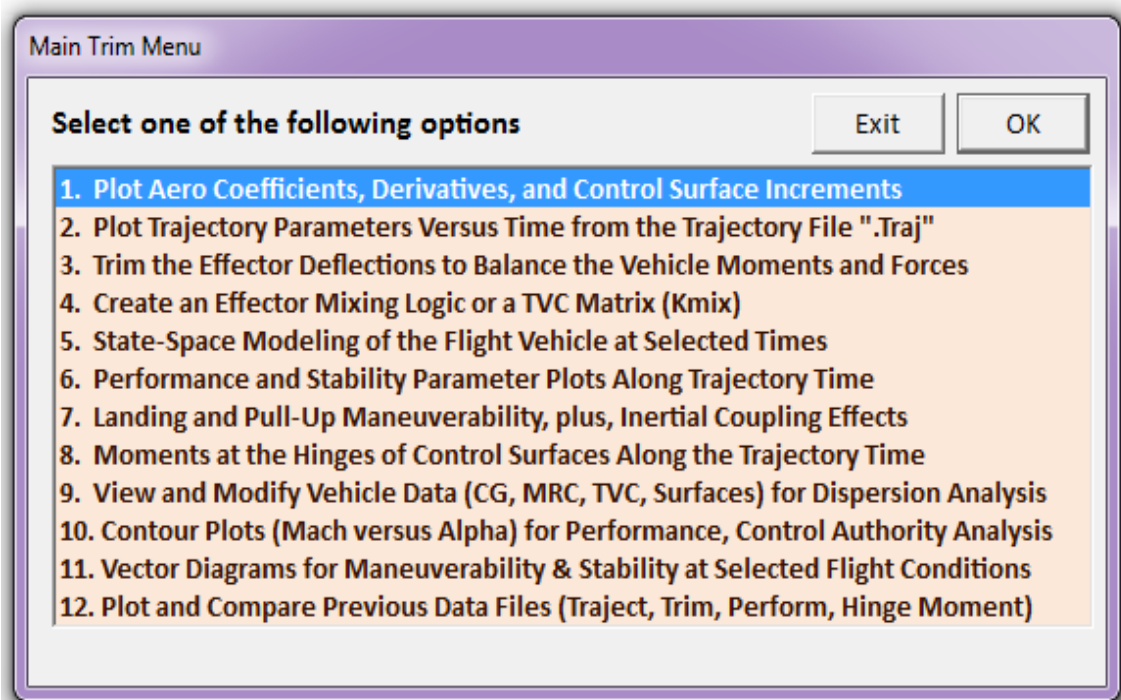 Main Trim Menu
Select one of the following options
Exit
OK
1. Plot Aero Coefficients, Derivatives, and Control Surface Increments
2. Plot Trajectory Parameters Versus Time from the Trajectory File ".Traj"
3. Trim the Effector Deflections to Balance the Vehicle Moments and Forces
4. Create an Effector Mixing Logic or a TVC Matrix (Kmix)
5. State-Space Modeling of the Flight Vehicle at Selected Times
6. Performance and Stability Parameter Plots Along Trajectory Time
7. Landing and Pull-Up Maneuverability, plus, Inertial Coupling Effects
8. Moments at the Hinges of Control Surfaces Along the Trajectory Time
9. View and Modify Vehicle Data (CG, MRC, TVC, Surfaces) for Dispersion Analysis
10. Contour Plots (Mach versus Alpha) for Performance, Control Authority Analysis
11. Vector Diagrams for Maneuverability & Stability at Selected Flight Conditions
12. Plot and Compare Previous Data Files (Traject, Trim, Perform, Hinge Moment)